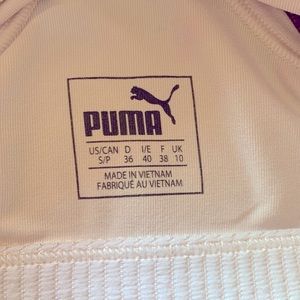 PUMA
US/CAN D I/E F UK
S/P 36 40 38 10
MADE IN VIETNAM
FABRIQUÉ AU VIETNAM